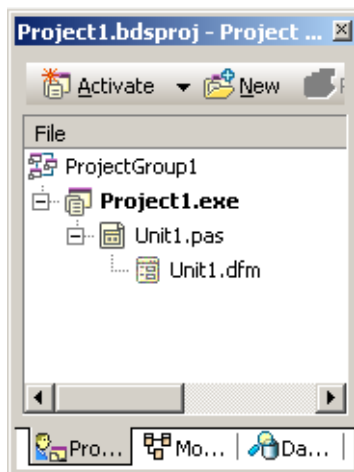 Project1.bdsproj - Project ...
Activate New
File
ProjectGroup1
Project1.exe
Unit1.pas
Unit1.dfm
Pro... Mo... Da...